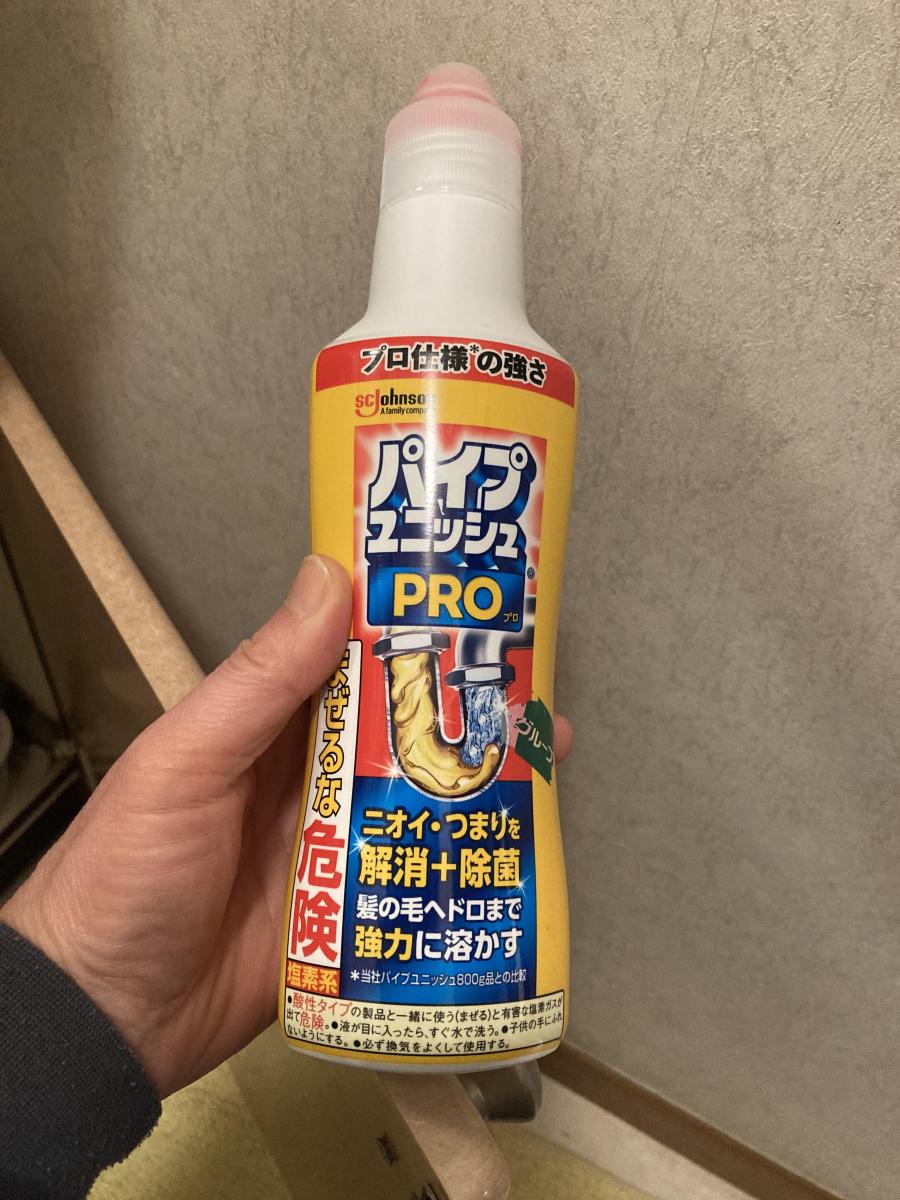 プロ仕様*の強さ
scjohnson
A family comp
パイプ
ユニッシュ
PRO
プロ
®
グルーン
まぜるな
危険
塩素系
ニオイ・つまりを
解消+除菌
髪の毛ヘドロまで
強力に溶かす
*当社パイプユニッシュ800g品との比較
●酸性タイプの製品と一緒に使う(まぜる)と有害な塩素ガスが
出て危険。●液が目に入ったら、すぐ水で洗う。●子供の手にふれ
ないようにする。●必ず換気をよくして使用する。